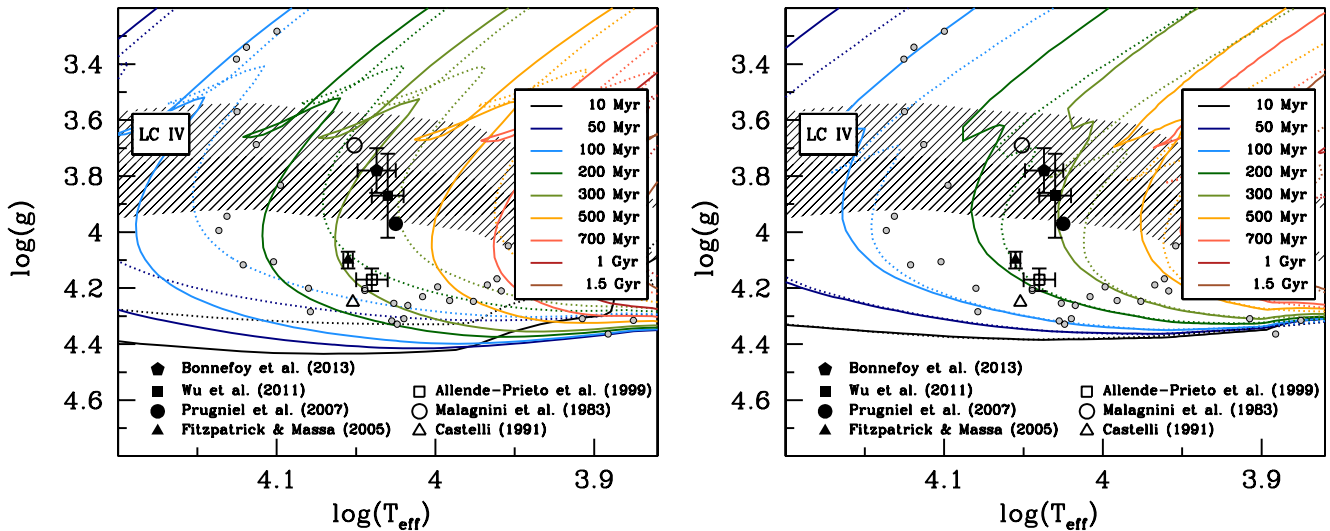 3.4
3.6
3.8
4
4.2
4.4
4.6
log(g)
LC IV
10 Myr
50 Myr
100 Myr
200 Myr
300 Myr
500 Myr
700 Myr
1 Gyr
1.5 Gyr
Bonnefoy et al. (2013)
Wu et al. (2011)
Prugniel et al. (2007)
Fitzpatrick & Massa (2005)
Allende-Prieto et al. (1999)
Malagnini et al. (1983)
Castelli (1991)
4.1
4
3.9
log(T_eff)
3.4
3.6
3.8
4
4.2
4.4
4.6
log(g)
LC IV
10 Myr
50 Myr
100 Myr
200 Myr
300 Myr
500 Myr
700 Myr
1 Gyr
1.5 Gyr
Bonnefoy et al. (2013)
Wu et al. (2011)
Prugniel et al. (2007)
Fitzpatrick & Massa (2005)
Allende-Prieto et al. (1999)
Malagnini et al. (1983)
Castelli (1991)
4.1
4
3.9
log(T_eff)